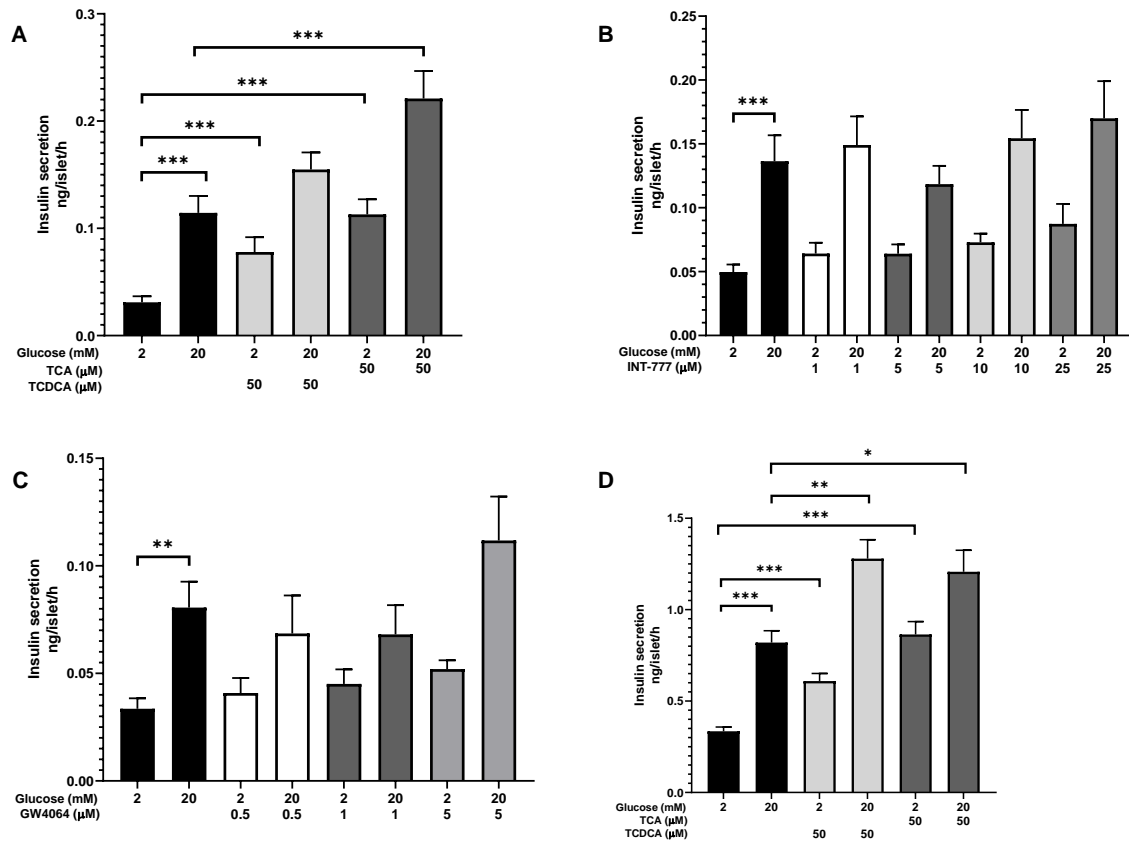 A
Insulin secretion
ng/islet/h
0.3
0.2
0.1
0.0
***
***
***
***
Glucose (mM) 2 20 2 20 2 20
TCA (μM) 50 50
TCDCA (μM) 50 50
B
Insulin secretion
ng/islet/h
0.25
0.20
0.15
0.10
0.05
0.00
***
Glucose (mM) 2 20 2 20 2 20 2 20 2 20
INT-777 (μM) 1 1 5 5 10 10 25 25
C
Insulin secretion
ng/islet/h
0.15
0.10
0.05
0.00
**
Glucose (mM) 2 20 2 20 2 20 2 20
GW4064 (μM) 0.5 0.5 1 1 5 5
D
Insulin secretion
ng/islet/h
1.5
1.0
0.5
0.0
*
**
***
***
***
Glucose (mM) 2 20 2 20 2 20
TCA (μM) 50 50
TCDCA (μM) 50 50